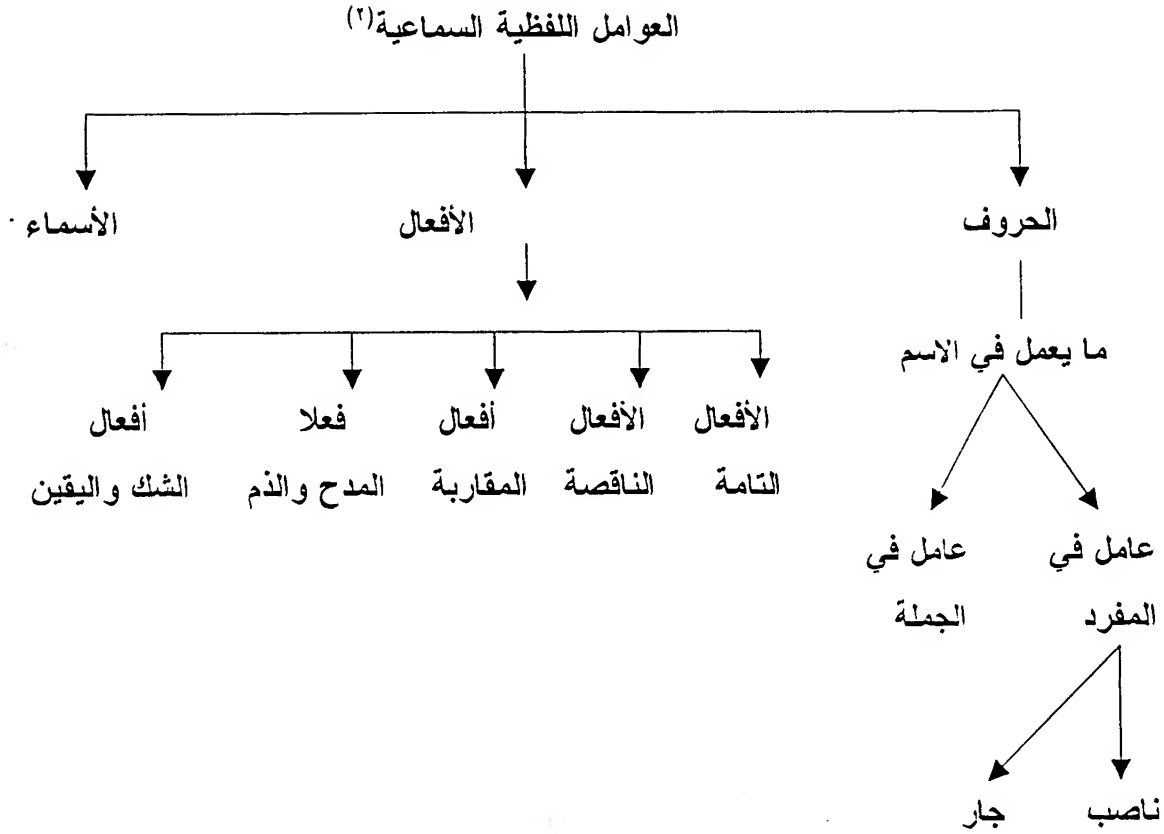 العوامل اللفظية السماعية(٢)
الحروف
الأفعال
الأسماء
ما يعمل في الاسم
الأفعال
التامة
الأفعال
الناقصة
أفعال
المقاربة
فعلا
المدح والذم
أفعال
الشك واليقين
عامل في
المفرد
عامل في
الجملة
ناصب
جار